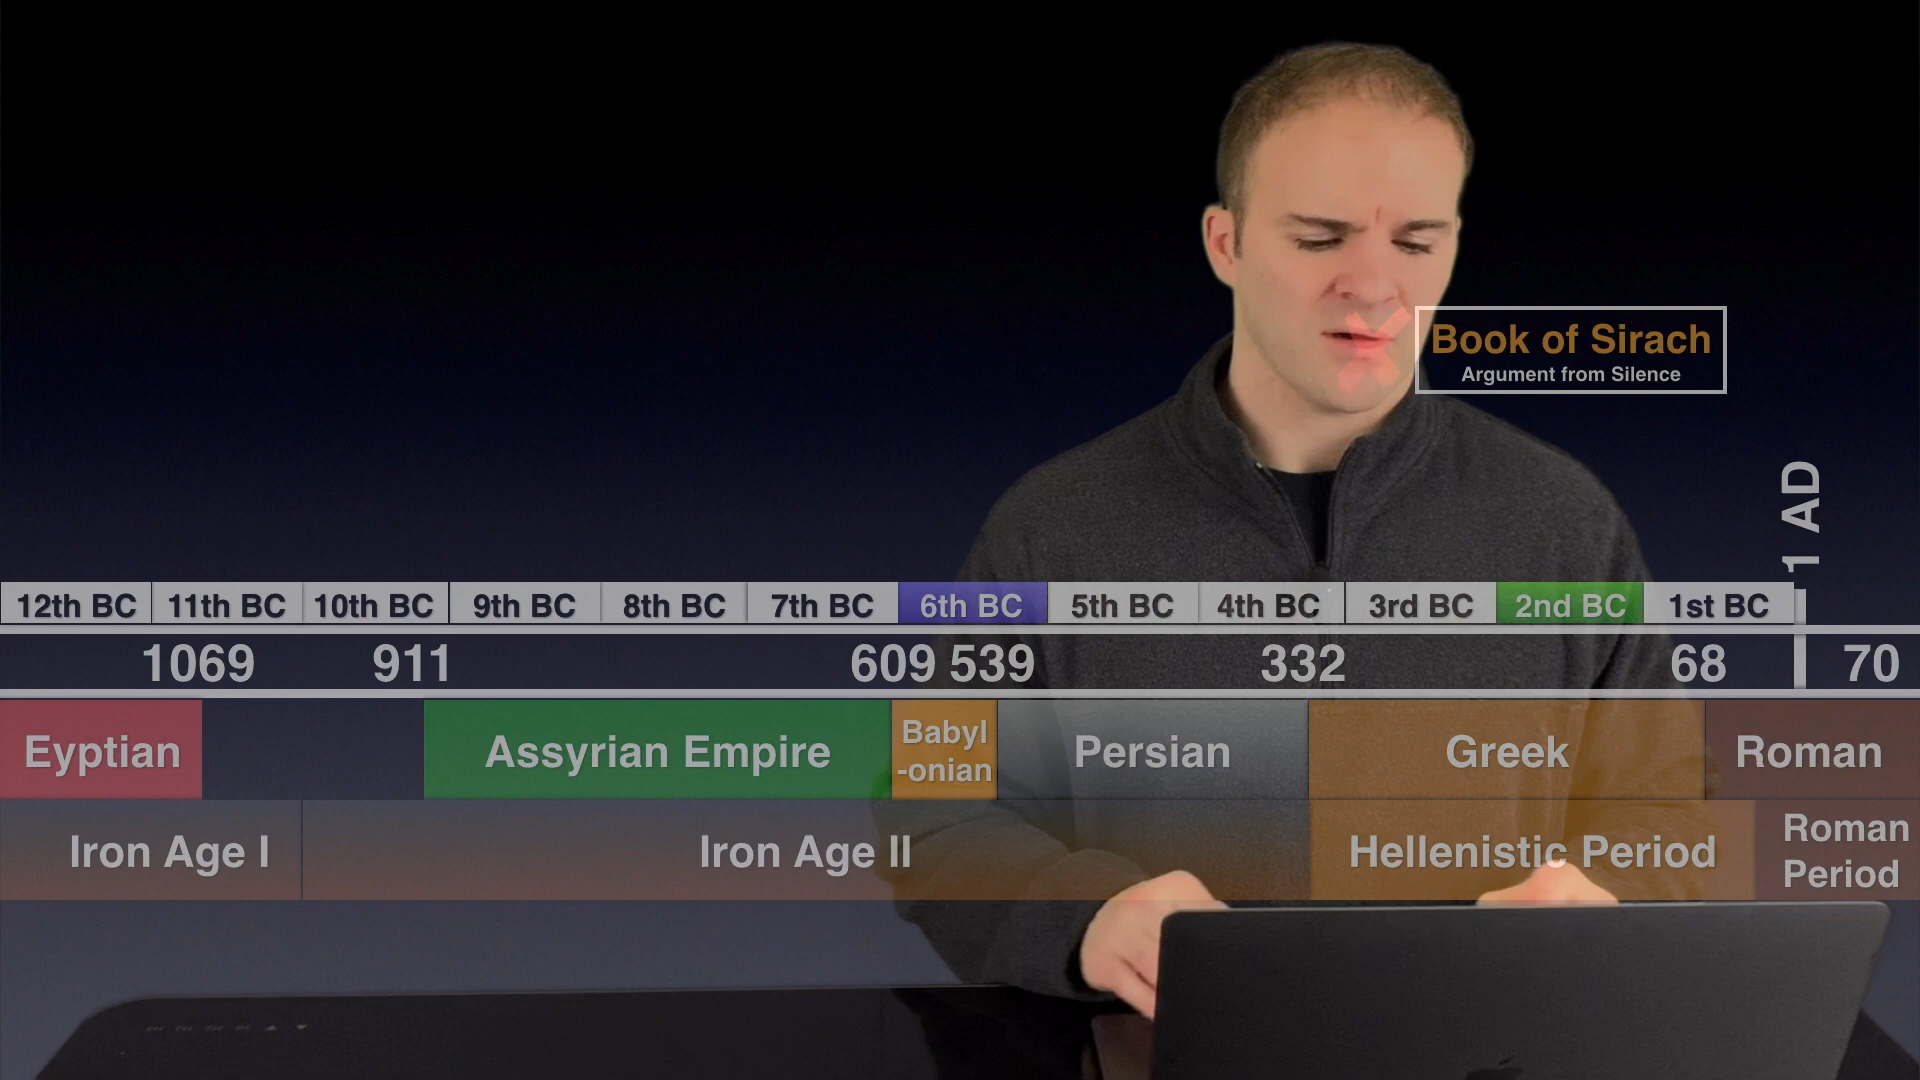 Book of Sirach
Argument from Silence
1 AD
12th BC 11th BC 10th BC 9th BC 8th BC 7th BC 6th BC 5th BC 4th BC 3rd BC 2nd BC 1st BC
1069 911 609 539 332 68 70
Eyptian Assyrian Empire Babyl
-onian Persian Greek Roman
Iron Age I Iron Age II Hellenistic Period Roman
Period